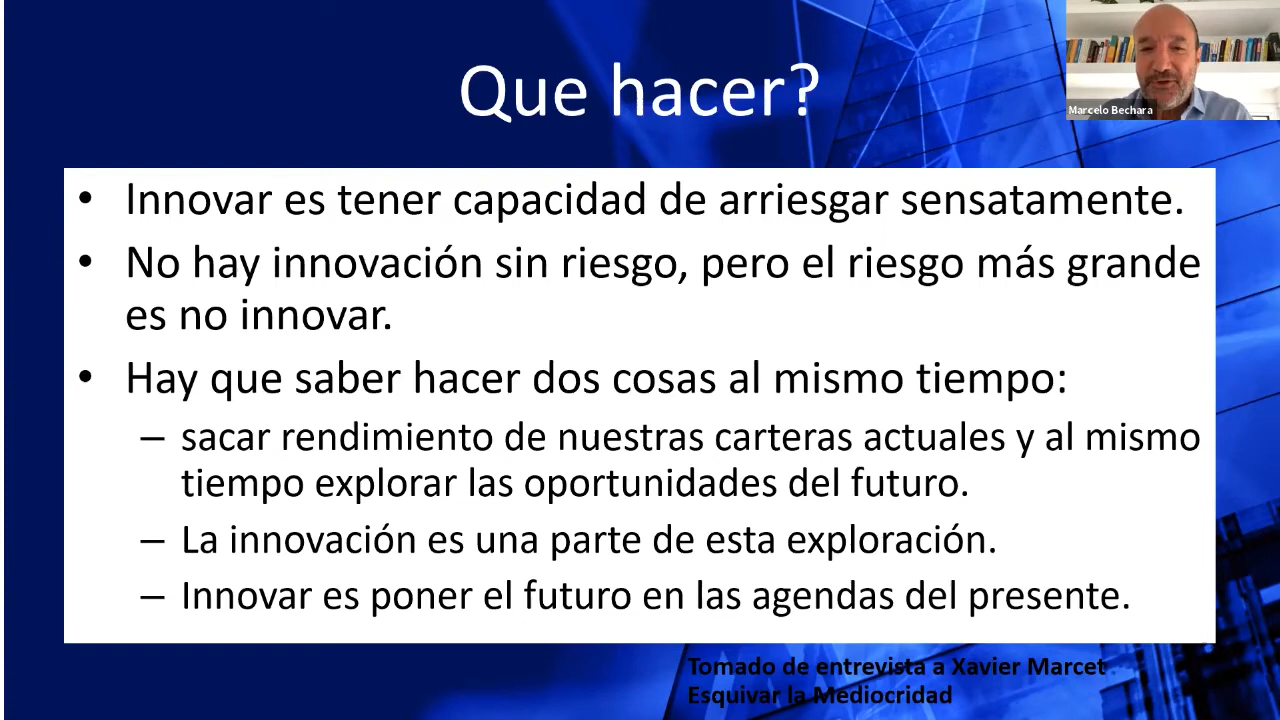 Que hacer?
Marcelo Bechara
• Innovar es tener capacidad de arriesgar sensatamente.
• No hay innovación sin riesgo, pero el riesgo más grande
es no innovar.
• Hay que saber hacer dos cosas al mismo tiempo:
– sacar rendimiento de nuestras carteras actuales y al mismo
tiempo explorar las oportunidades del futuro.
– La innovación es una parte de esta exploración.
– Innovar es poner el futuro en las agendas del presente.
Tomado de entrevista a Xavier Marcet
Esquivar la Mediocridad